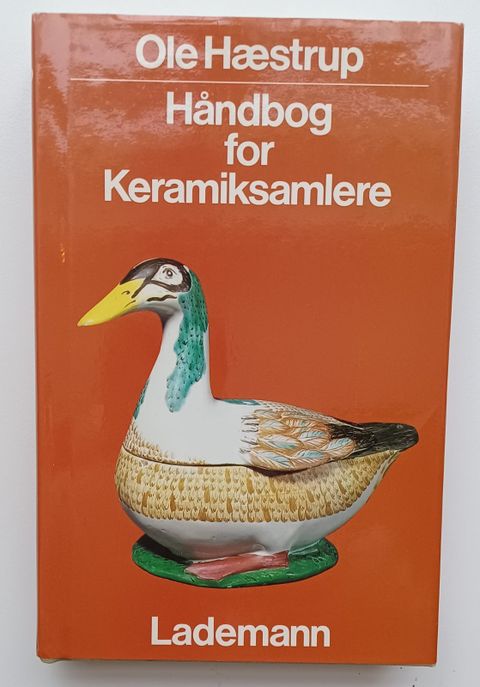 Ole Hæstrup
Håndbog
for
Keramiksamlere
Lademann